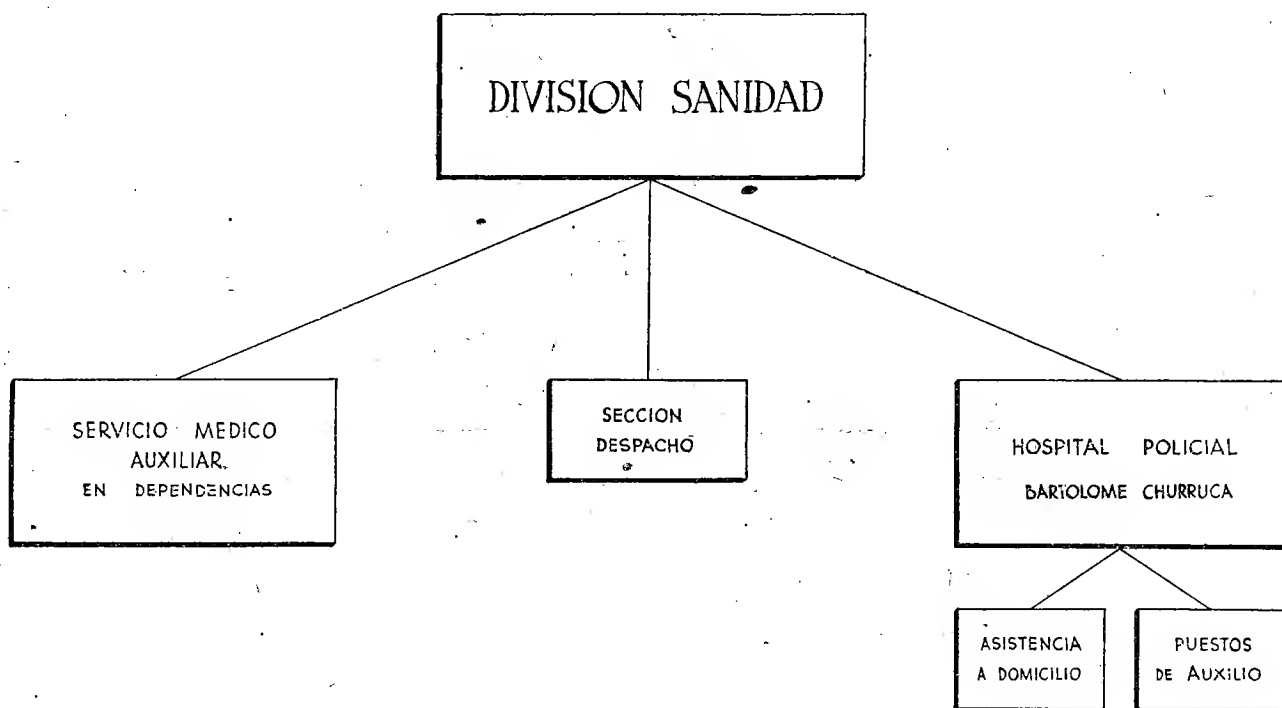 DIVISION SANIDAD
SERVICIO MEDICO
AUXILIAR
EN DEPENDENCIAS
SECCION
DESPACHO
HOSPITAL POLICIAL
BARTOLOME CHURRUCA
ASISTENCIA
A DOMICILIO
PUESTOS
DE AUXILIO